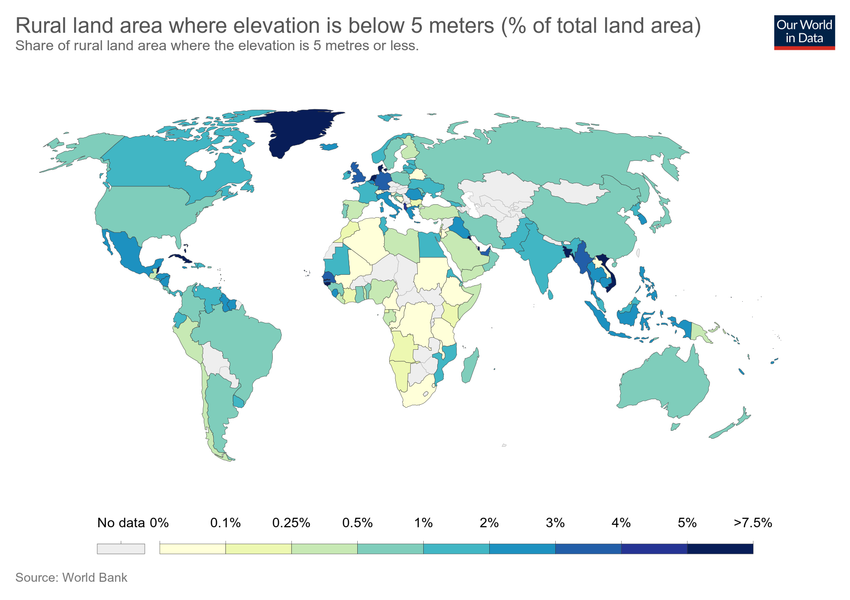 Rural land area where elevation is below 5 meters (% of total land area)
Share of rural land area where the elevation is 5 metres or less.
Our World
in Data
No data 0% 0.1% 0.25% 0.5% 1% 2% 3% 4% 5% >7.5%
Source: World Bank